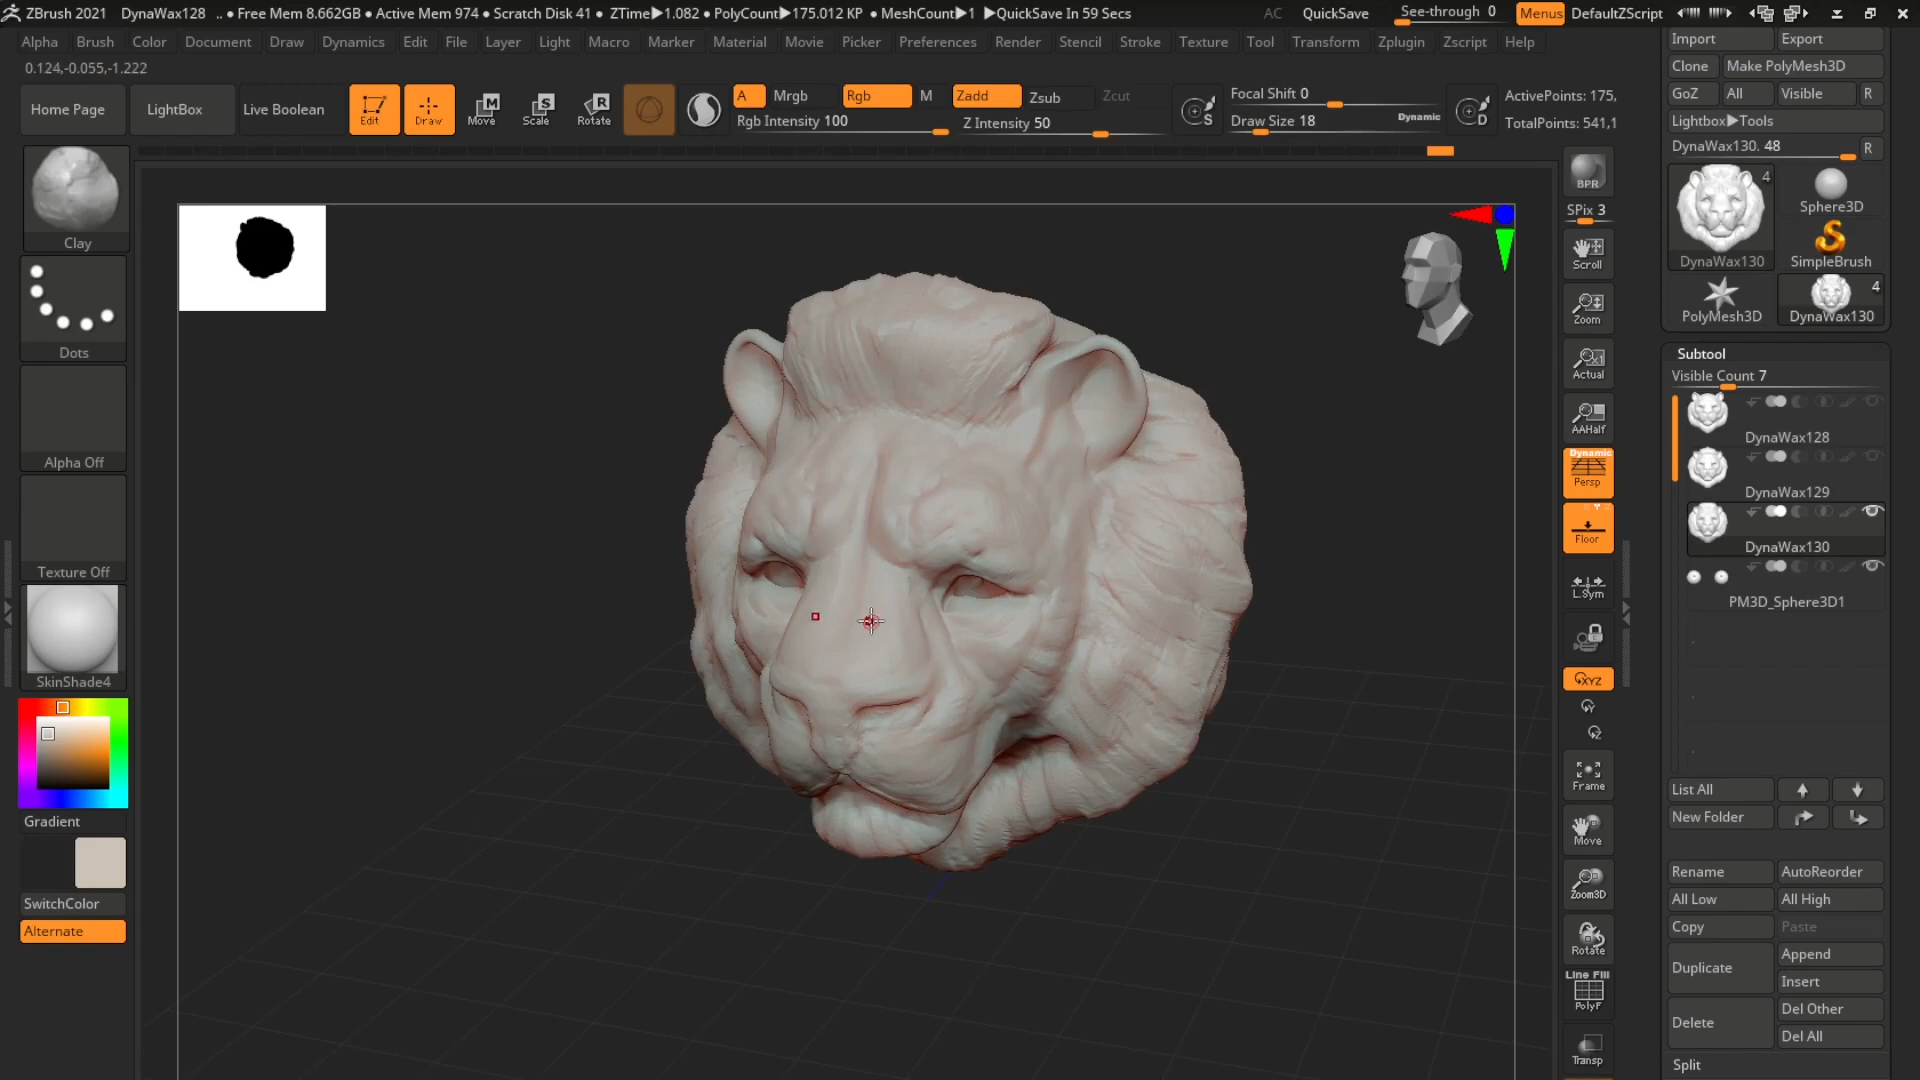 ZBrush 2021 DynaWax128 .. • Free Mem 8.662GB • Active Mem 974 • Scratch Disk 41 • ZTime▶1.082 • PolyCount▶175.012 KP • MeshCount▶1 ▶QuickSave In 59 Secs AC QuickSave See-through 0 Menus DefaultZScript
Alpha Brush Color Document Draw Dynamics Edit File Layer Light Macro Marker Material Movie Picker Preferences Render Stencil Stroke Texture Tool Transform Zplugin Zscript Help
0.124,-0.055,-1.222
Home Page LightBox Live Boolean
Edit Draw Move Scale Rotate
M S R
A Mrgb Rgb M Zadd Zsub Zcut
Rgb Intensity 100 Z Intensity 50
S
Focal Shift 0
Draw Size 18 Dynamic
D
ActivePoints: 175,
TotalPoints: 541,1
Clay
Dots
Alpha Off
Texture Off
SkinShade4
Gradient
SwitchColor
Alternate
BPR
SPix 3
Scroll
Zoom
Actual
AAHalf
Dynamic
Persp
Floor
L.Sym
XYZ
Y
Z
Frame
Move
Zoom3D
Rotate
Line Fill
PolyF
Transp
Import Export
Clone Make PolyMesh3D
GoZ All Visible R
Lightbox▶Tools
DynaWax130. 48 R
4
DynaWax130
Sphere3D
SimpleBrush
PolyMesh3D
4
DynaWax130
Subtool
Visible Count 7
DynaWax128
DynaWax129
DynaWax130
PM3D_Sphere3D1
List All
New Folder
Rename AutoReorder
All Low All High
Copy Paste
Duplicate Append
Insert
Delete Del Other
Del All
Split